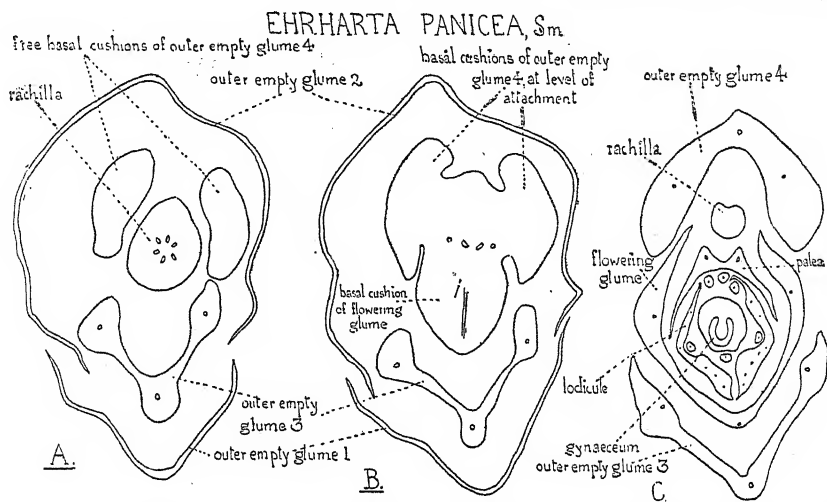 EHRHARTA PANICEA, Sm
free basal cushions of outer empty glume 4
outer empty glume 2
rachilla
basal cushions of outer empty
glume 4, at level of
attachment
outer empty glume 4
rachilla
flowering
glume
palea
basal cushion
of flowering
glume
lodicule
outer empty
glume 3
outer empty glume 1
gynaeceum
outer empty glume 3
A.
B.
C.